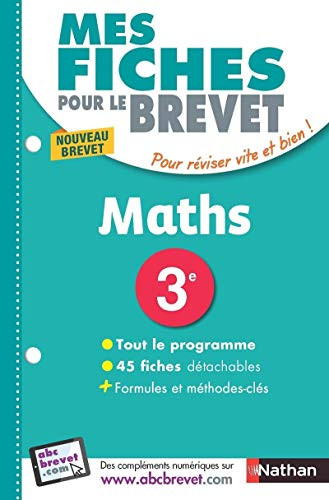 MES
FICHES
POUR LE BREVET
NOUVEAU
BREVET
Pour réviser vite et bien !
Maths
3e
Tout le programme
45 fiches détachables
+ Formules et méthodes-clés
abc
brevet
.com
Des compléments numériques sur
www.abcbrevet.com
Nathan